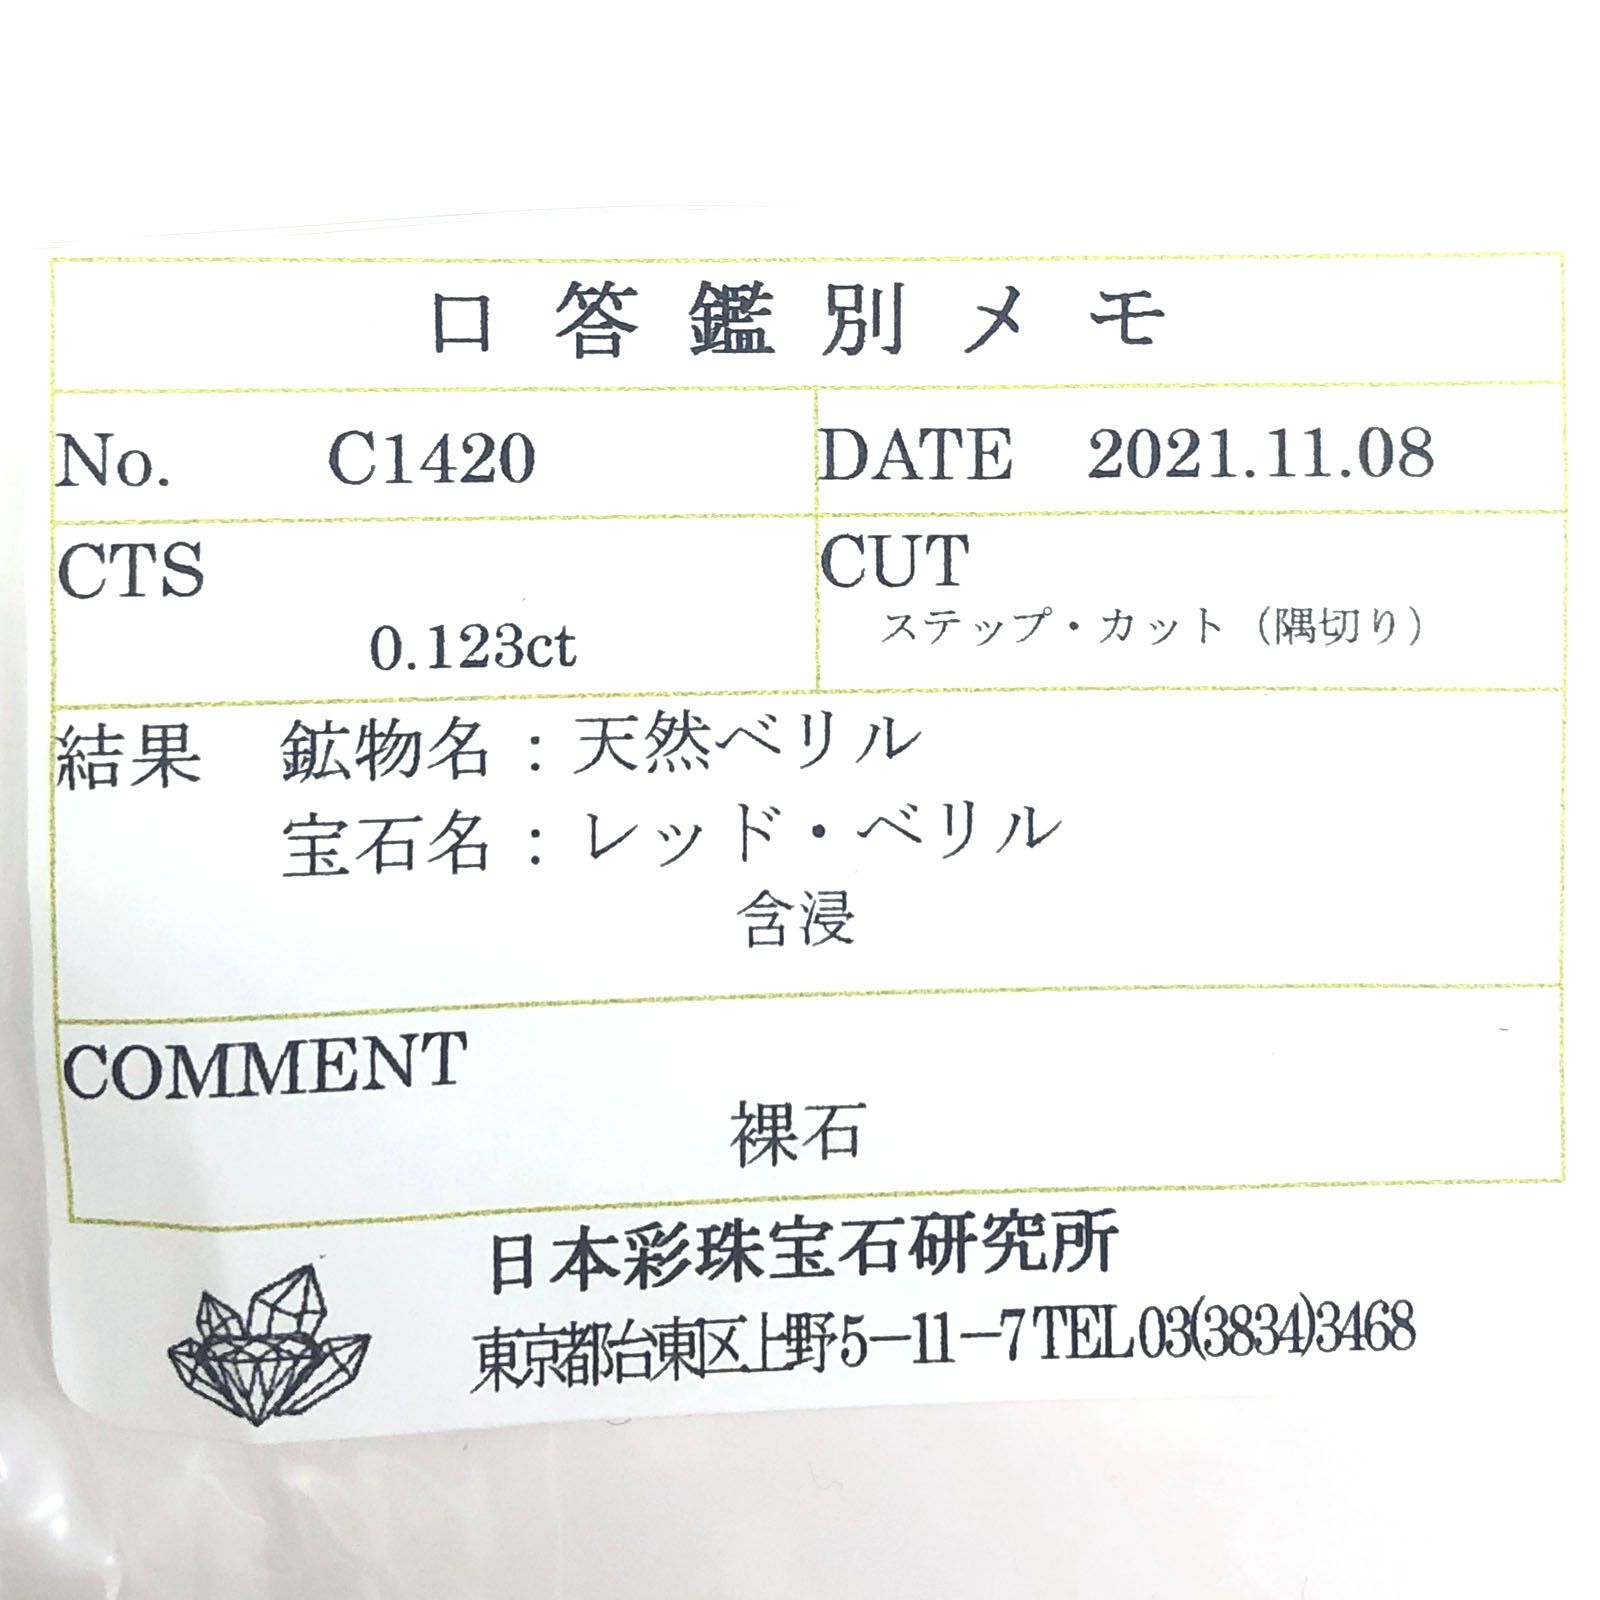 口答鑑別メモ
No. C1420 DATE 2021.11.08
CTS CUT
0.123ct ステップ・カット（隅切り）
結果 鉱物名：天然ベリル
宝石名：レッド・ベリル
含浸
COMMENT
裸石
日本彩珠宝石研究所
東京都台東区上野5－11－7 TEL 03(3834)3468